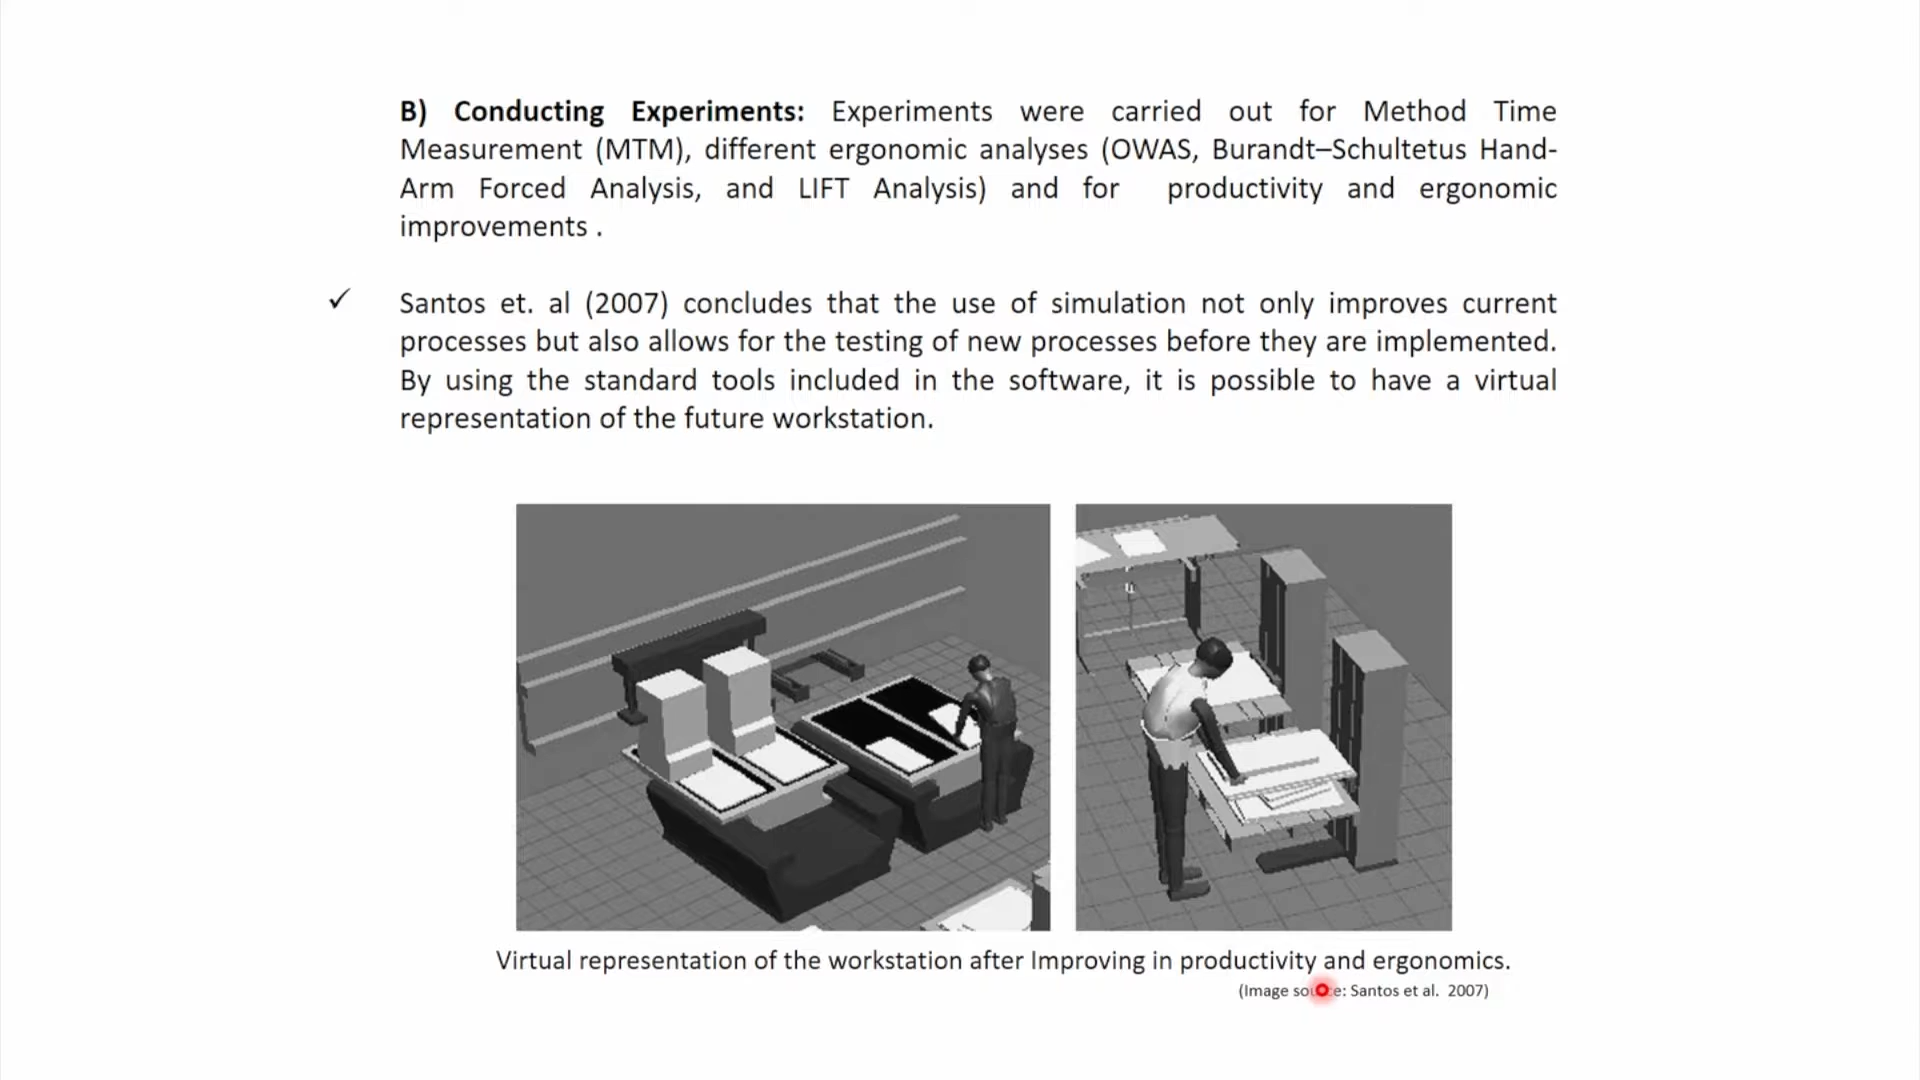 B) Conducting Experiments: Experiments were carried out for Method Time
Measurement (MTM), different ergonomic analyses (OWAS, Burandt–Schultetus Hand-
Arm Forced Analysis, and LIFT Analysis) and for productivity and ergonomic
improvements .
✓ Santos et. al (2007) concludes that the use of simulation not only improves current
processes but also allows for the testing of new processes before they are implemented.
By using the standard tools included in the software, it is possible to have a virtual
representation of the future workstation.
Virtual representation of the workstation after Improving in productivity and ergonomics.
(Image source: Santos et al. 2007)